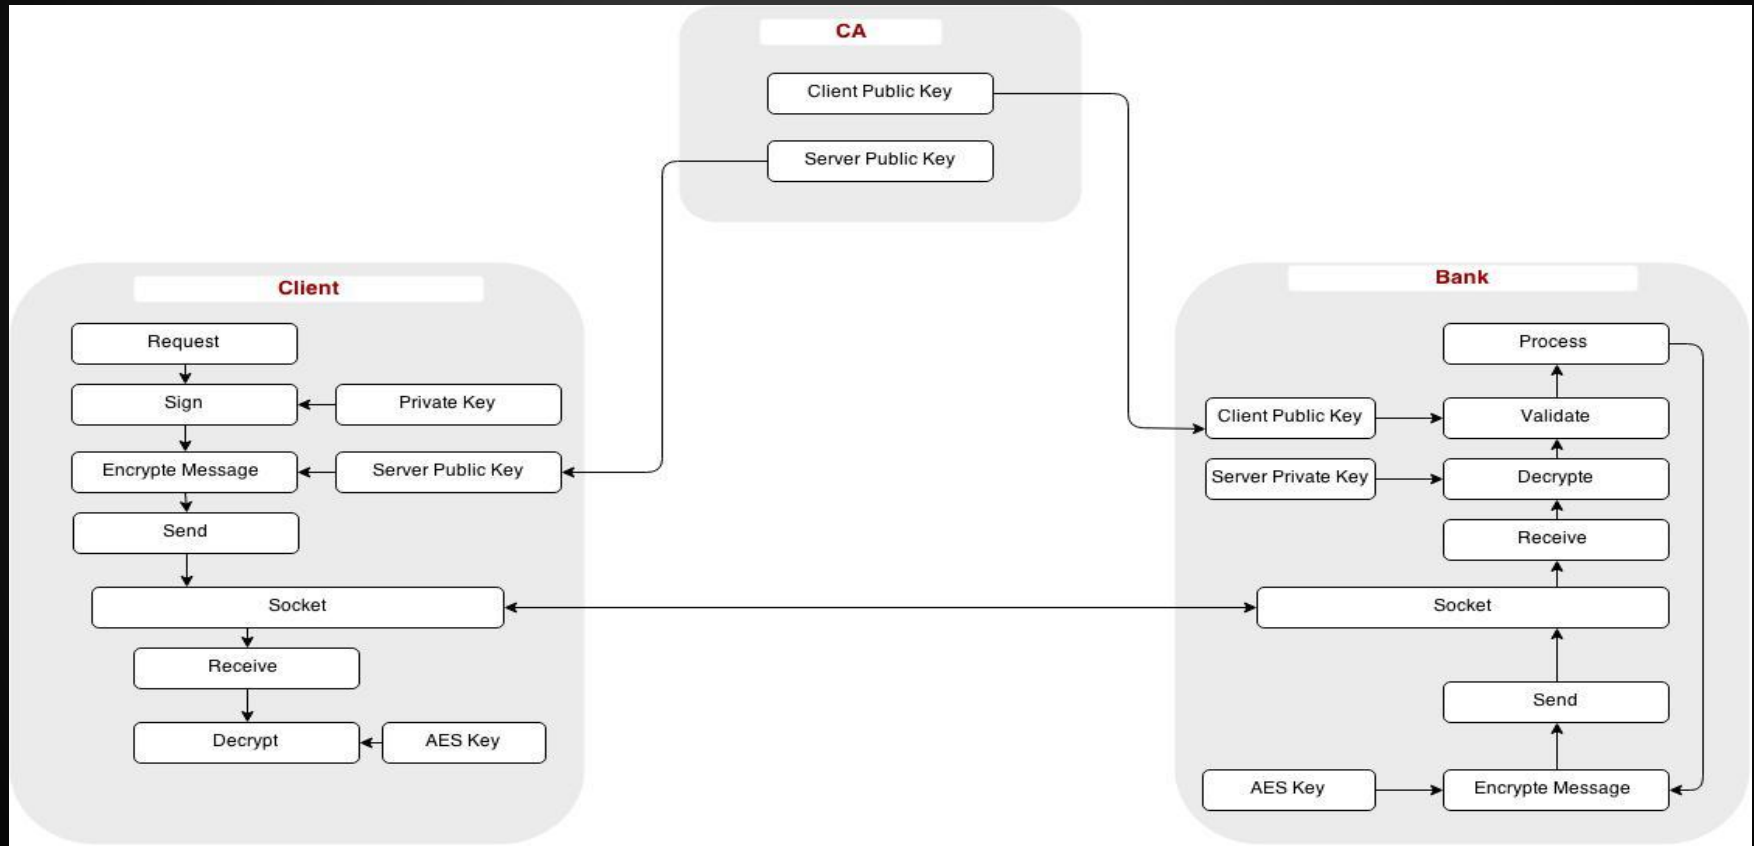 CA
Client Public Key
Server Public Key
Client
Request
Sign
Private Key
Encrypte Message
Server Public Key
Send
Socket
Receive
Decrypt
AES Key
Bank
Process
Client Public Key
Validate
Server Private Key
Decrypte
Receive
Socket
Send
AES Key
Encrypte Message